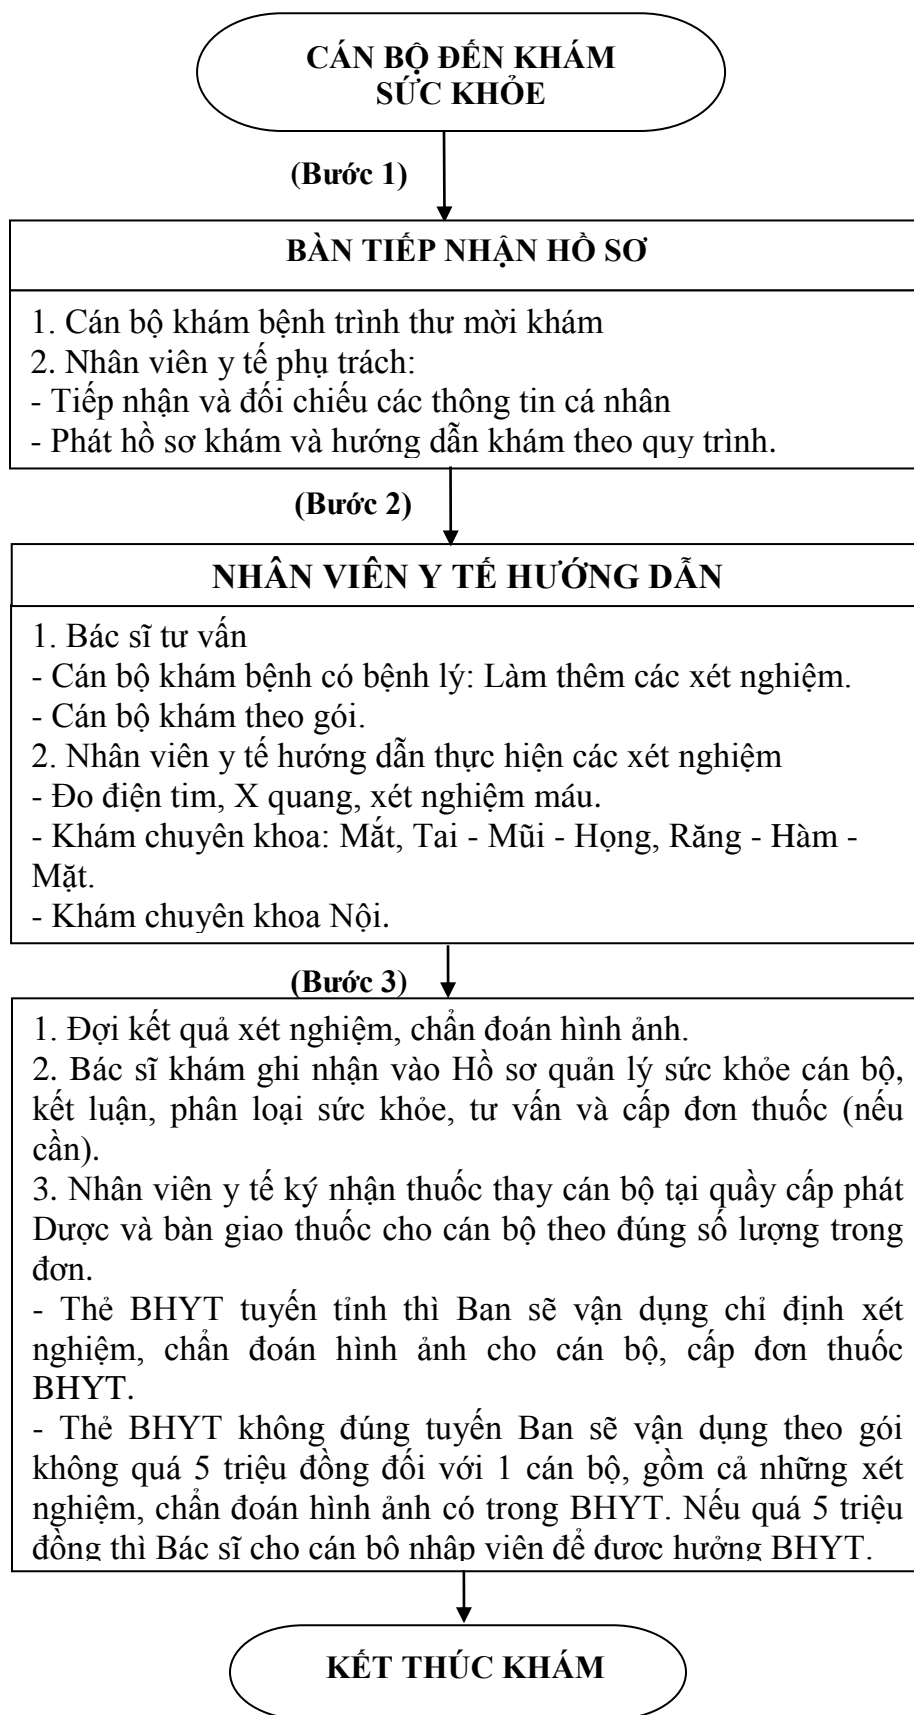 CÁN BỘ ĐẾN KHÁM
SỨC KHỎE
(Bước 1)
BÀN TIẾP NHẬN HỒ SƠ
1. Cán bộ khám bệnh trình thư mời khám
2. Nhân viên y tế phụ trách:
- Tiếp nhận và đối chiếu các thông tin cá nhân
- Phát hồ sơ khám và hướng dẫn khám theo quy trình.
(Bước 2)
NHÂN VIÊN Y TẾ HƯỚNG DẪN
1. Bác sĩ tư vấn
- Cán bộ khám bệnh có bệnh lý: Làm thêm các xét nghiệm.
- Cán bộ khám theo gói.
2. Nhân viên y tế hướng dẫn thực hiện các xét nghiệm
- Đo điện tim, X quang, xét nghiệm máu.
- Khám chuyên khoa: Mắt, Tai - Mũi - Họng, Răng - Hàm -
Mặt.
- Khám chuyên khoa Nội.
(Bước 3)
1. Đợi kết quả xét nghiệm, chẩn đoán hình ảnh.
2. Bác sĩ khám ghi nhận vào Hồ sơ quản lý sức khỏe cán bộ,
kết luận, phân loại sức khỏe, tư vấn và cấp đơn thuốc (nếu
cần).
3. Nhân viên y tế ký nhận thuốc thay cán bộ tại quầy cấp phát
Dược và bàn giao thuốc cho cán bộ theo đúng số lượng trong
đơn.
- Thẻ BHYT tuyến tỉnh thì Ban sẽ vận dụng chỉ định xét
nghiệm, chẩn đoán hình ảnh cho cán bộ, cấp đơn thuốc
BHYT.
- Thẻ BHYT không đúng tuyến Ban sẽ vận dụng theo gói
không quá 5 triệu đồng đối với 1 cán bộ, gồm cả những xét
nghiệm, chẩn đoán hình ảnh có trong BHYT. Nếu quá 5 triệu
đồng thì Bác sĩ cho cán bộ nhập viện để được hưởng BHYT.
KẾT THÚC KHÁM